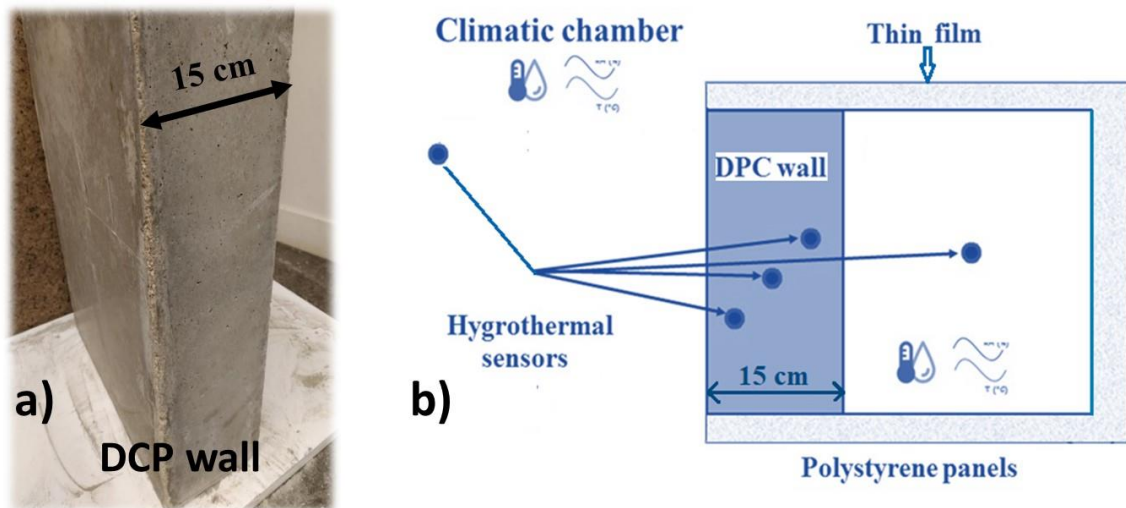 15 cm
a)
DCP wall
Climatic chamber
T (°C)
Thin film
DPC wall
Hygrothermal
sensors
15 cm
T (°C)
b)
Polystyrene panels